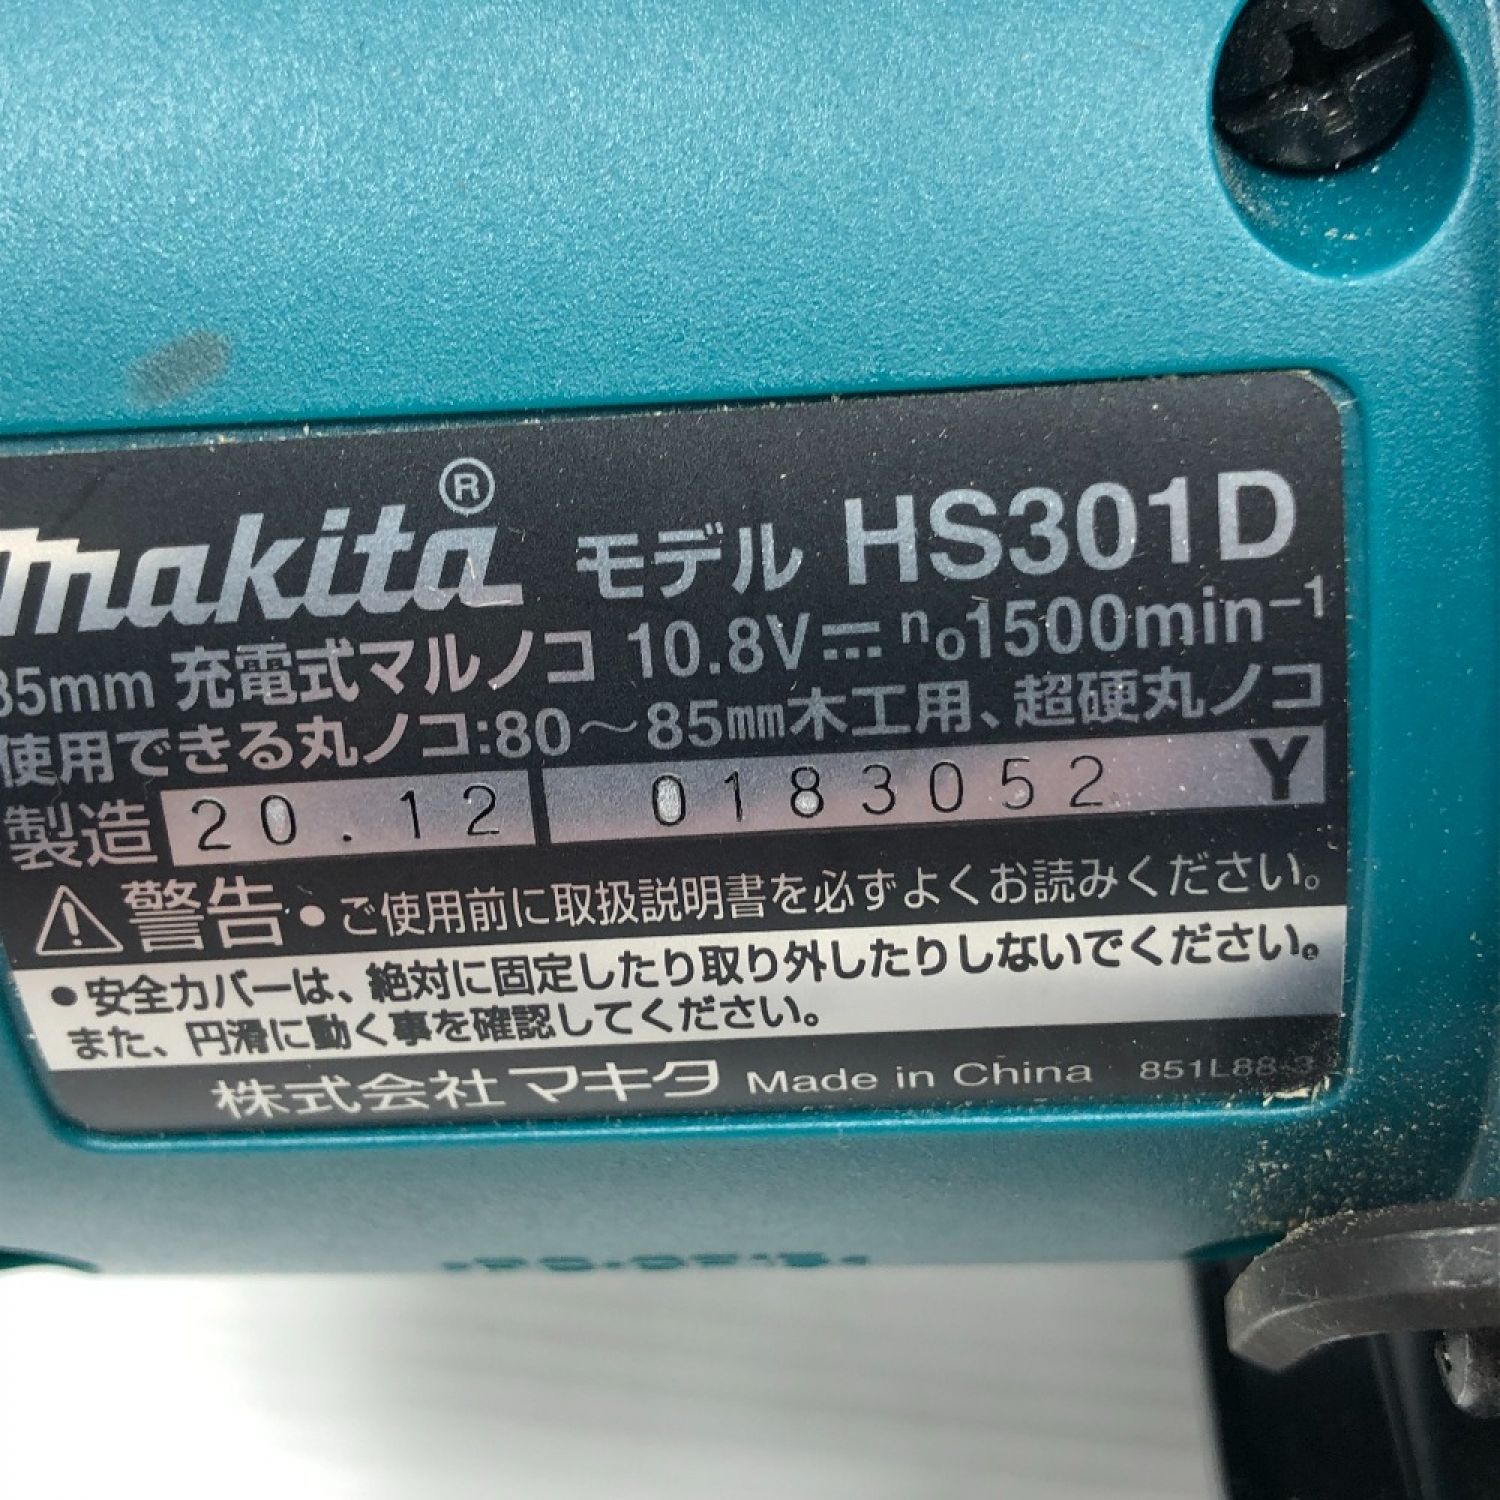 makita® モデル HS301D
85mm 充電式マルノコ 10.8V⎓ n₀1500min⁻¹
使用できる丸ノコ:80～85mm木工用、超硬丸ノコ
製造 20.12 0183052 Y
⚠警告 ●ご使用前に取扱説明書を必ずよくお読みください。
●安全カバーは、絶対に固定したり取り外したりしないでください。
また、円滑に動く事を確認してください。
株式会社マキタ Made in China 851L88-3